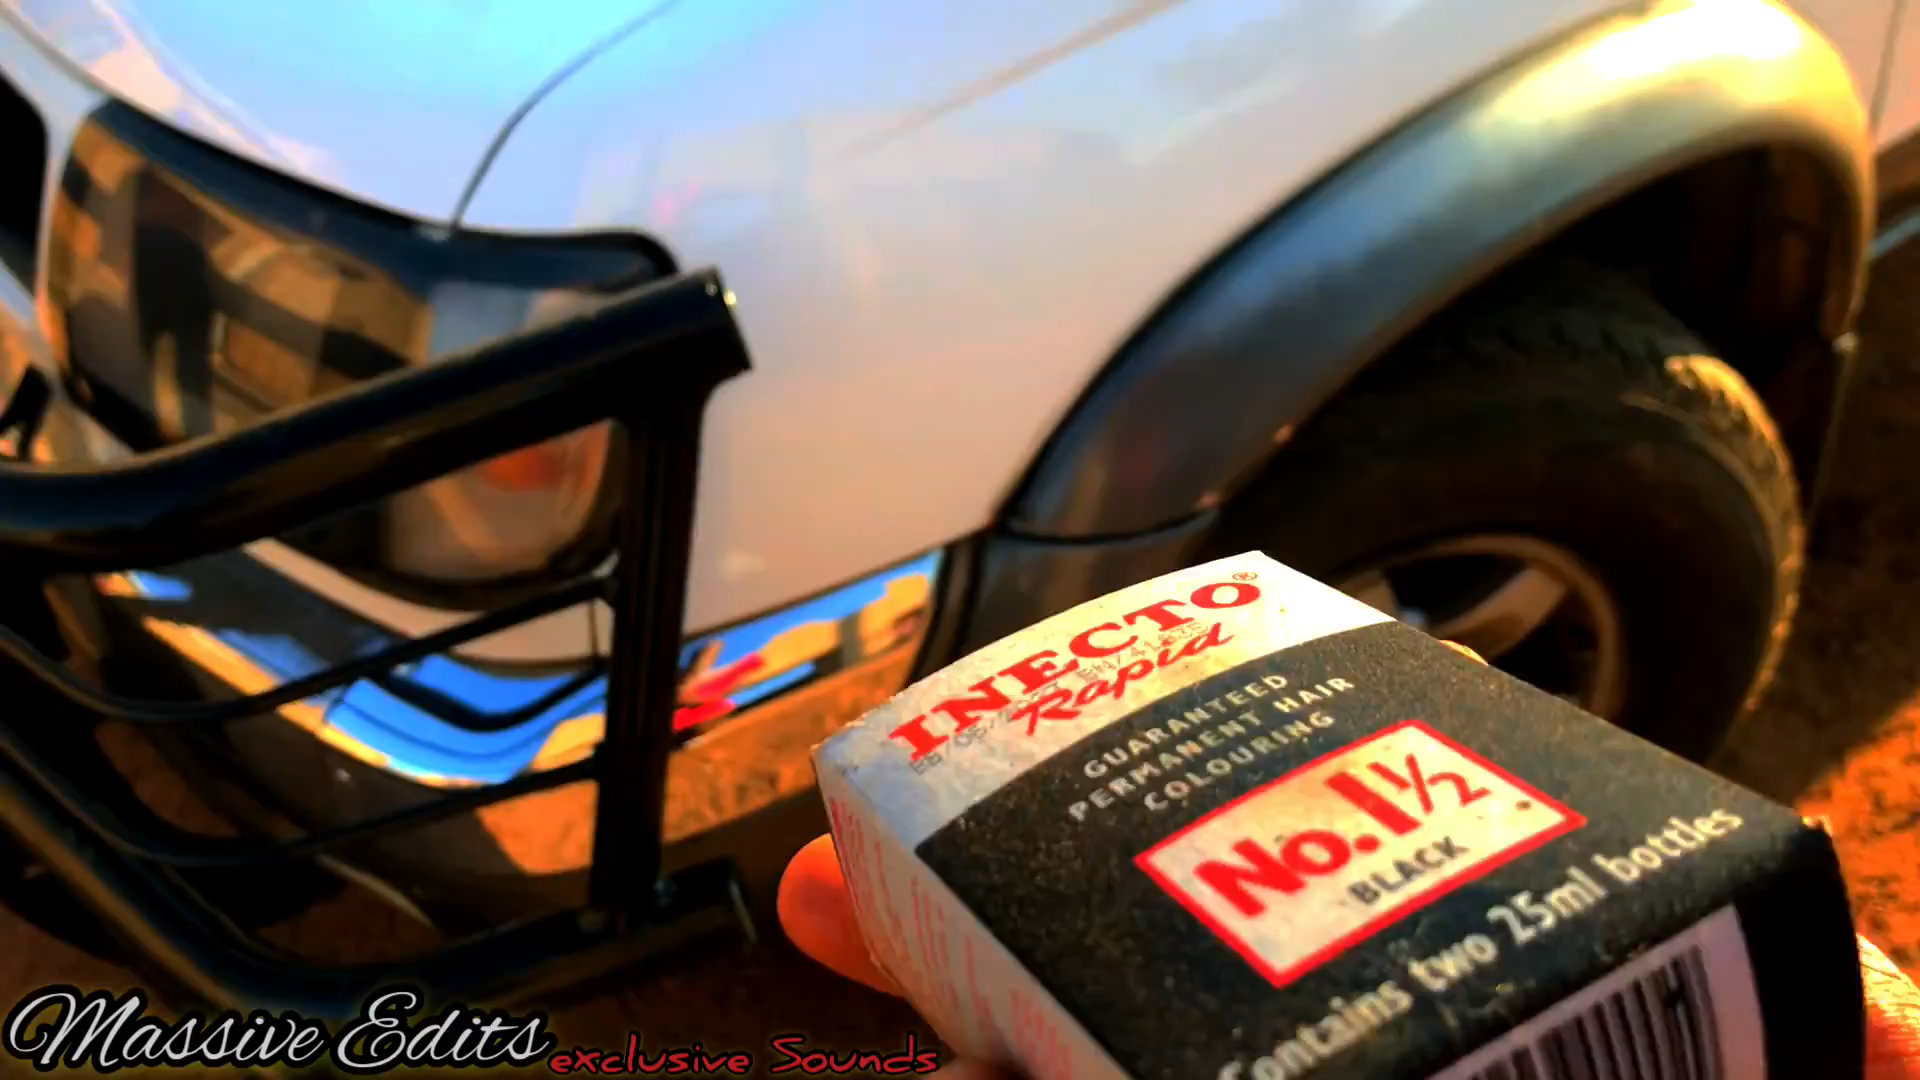 INECTO®
Rapid
GUARANTEED
PERMANENT HAIR
COLOURING
No.1½
BLACK
Contains two 25ml bottles
Massive Edits
exclusive Sounds